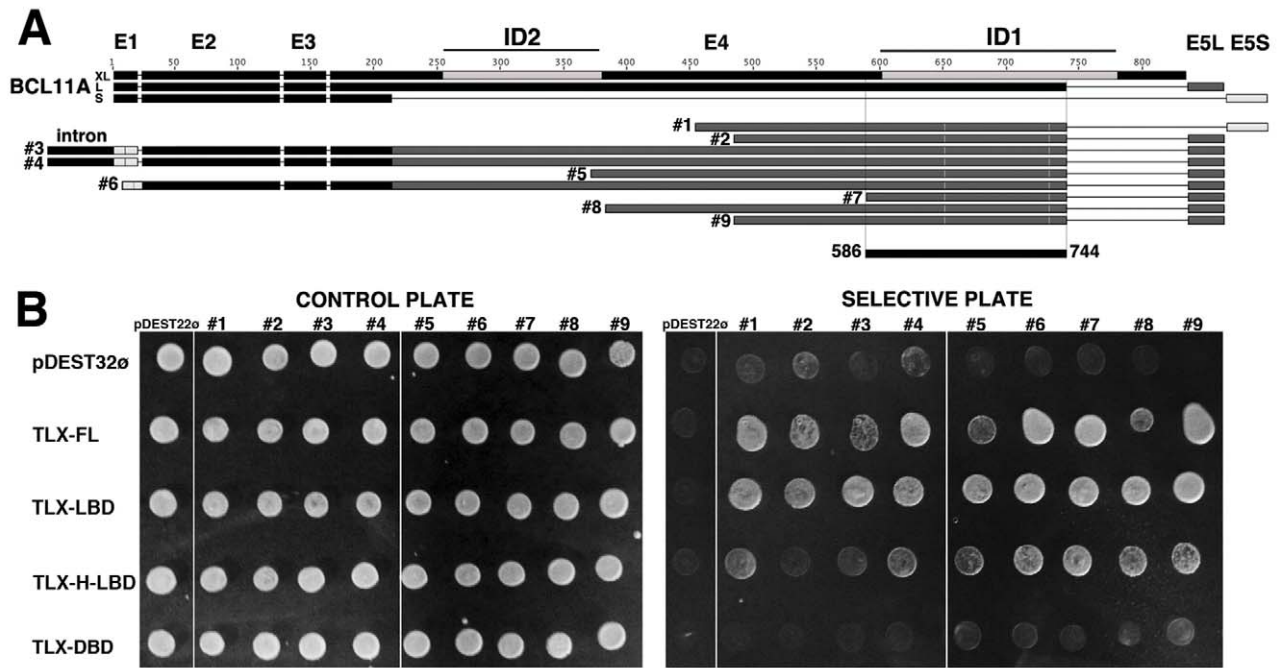 A
E1 E2 E3 ID2 E4 ID1 E5L E5S
1 50 100 150 200 250 300 350 400 450 500 550 600 650 700 750 800
BCL11A XL
L
S
#1
intron #2
#3
#4
#5
#6
#7
#8
#9
586 744
B
CONTROL PLATE SELECTIVE PLATE
pDEST22ø #1 #2 #3 #4 #5 #6 #7 #8 #9 pDEST22ø #1 #2 #3 #4 #5 #6 #7 #8 #9
pDEST32ø
TLX-FL
TLX-LBD
TLX-H-LBD
TLX-DBD